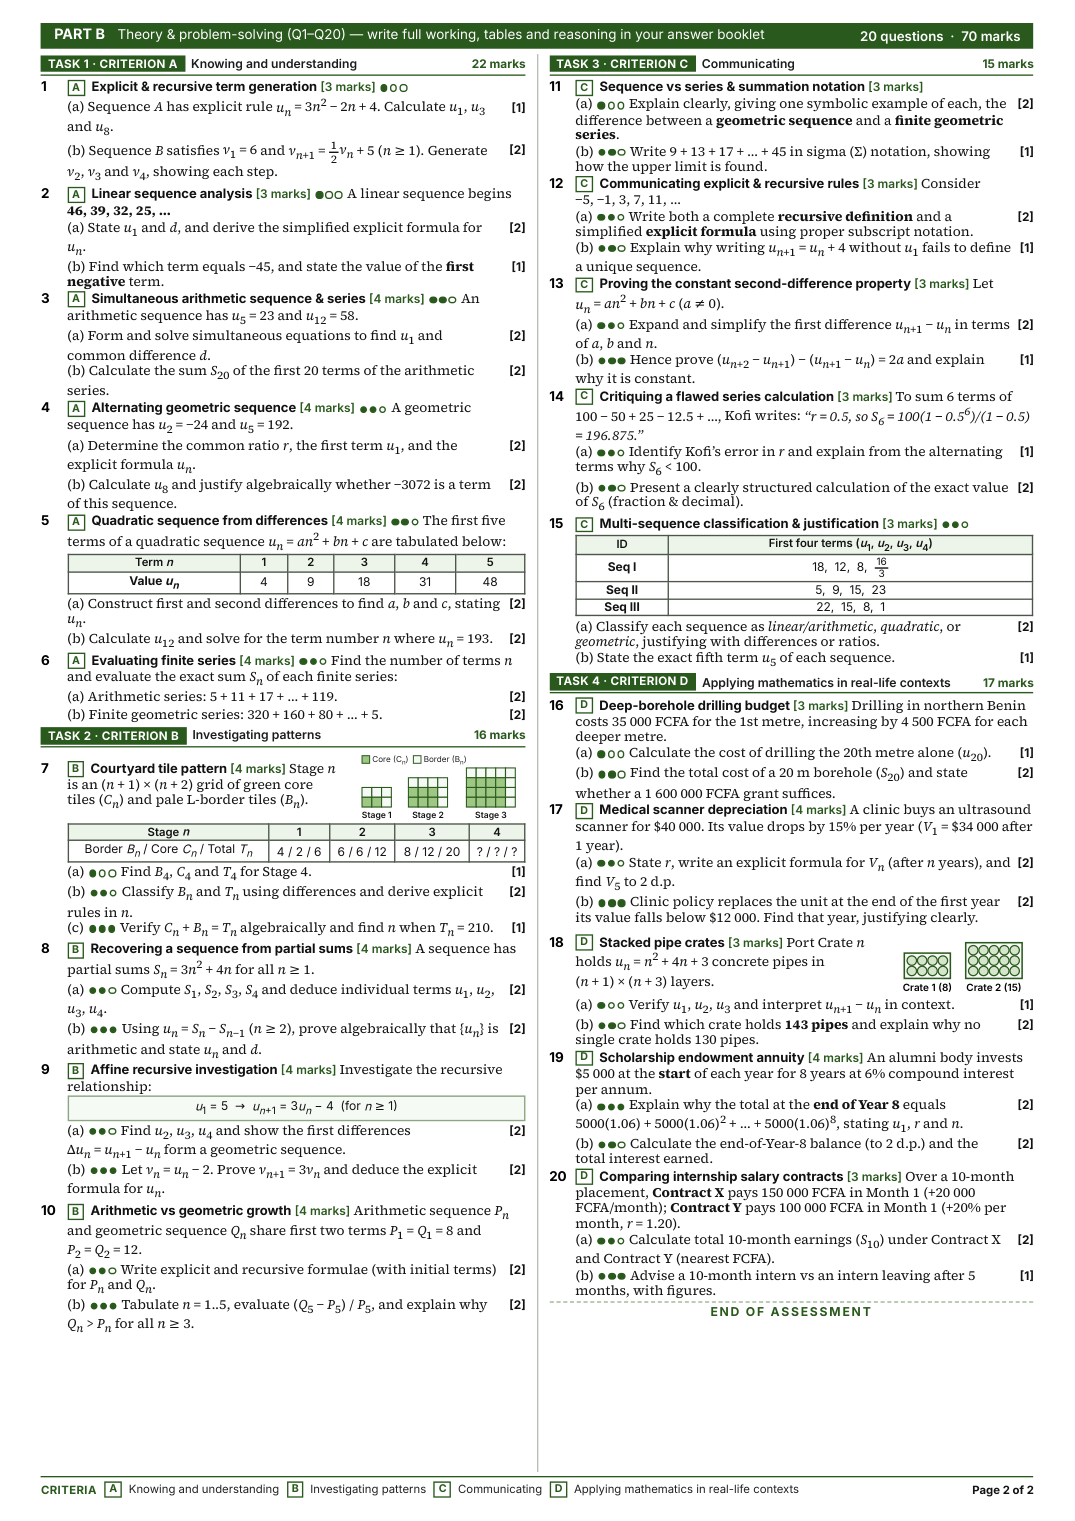 PART B Theory & problem-solving (Q1–Q20) — write full working, tables and reasoning in your answer booklet 20 questions · 70 marks
TASK 1 · CRITERION A Knowing and understanding 22 marks
1 A Explicit & recursive term generation [3 marks] ●○○
(a) Sequence A has explicit rule uₙ = 3n² − 2n + 4. Calculate u₁, u₃ [1]
and u₈.
(b) Sequence B satisfies v₁ = 6 and vₙ₊₁ = ½vₙ + 5 (n ≥ 1). Generate [2]
v₂, v₃ and v₄, showing each step.
2 A Linear sequence analysis [3 marks] ●○○ A linear sequence begins
46, 39, 32, 25, ...
(a) State u₁ and d, and derive the simplified explicit formula for [2]
uₙ.
(b) Find which term equals −45, and state the value of the first [1]
negative term.
3 A Simultaneous arithmetic sequence & series [4 marks] ●●○ An
arithmetic sequence has u₅ = 23 and u₁₂ = 58.
(a) Form and solve simultaneous equations to find u₁ and [2]
common difference d.
(b) Calculate the sum S₂₀ of the first 20 terms of the arithmetic [2]
series.
4 A Alternating geometric sequence [4 marks] ●●○ A geometric
sequence has u₂ = −24 and u₅ = 192.
(a) Determine the common ratio r, the first term u₁, and the [2]
explicit formula uₙ.
(b) Calculate u₈ and justify algebraically whether −3072 is a term [2]
of this sequence.
5 A Quadratic sequence from differences [4 marks] ●●○ The first five
terms of a quadratic sequence uₙ = an² + bn + c are tabulated below:
Term n 1 2 3 4 5
Value uₙ 4 9 18 31 48
(a) Construct first and second differences to find a, b and c, stating [2]
uₙ.
(b) Calculate u₁₂ and solve for the term number n where uₙ = 193. [2]
6 A Evaluating finite series [4 marks] ●●○ Find the number of terms n
and evaluate the exact sum Sₙ of each finite series:
(a) Arithmetic series: 5 + 11 + 17 + ... + 119. [2]
(b) Finite geometric series: 320 + 160 + 80 + ... + 5. [2]
TASK 2 · CRITERION B Investigating patterns 16 marks
7 B Courtyard tile pattern [4 marks] Stage n
is an (n + 1) × (n + 2) grid of green core
tiles (Cₙ) and pale L-border tiles (Bₙ).
Core (Cₙ) Border (Bₙ)
Stage 1 Stage 2 Stage 3
Stage n 1 2 3 4
Border Bₙ / Core Cₙ / Total Tₙ 4 / 2 / 6 6 / 6 / 12 8 / 12 / 20 ? / ? / ?
(a) ●○○ Find B₄, C₄ and T₄ for Stage 4. [1]
(b) ●●○ Classify Bₙ and Tₙ using differences and derive explicit [2]
rules in n.
(c) ●●● Verify Cₙ + Bₙ = Tₙ algebraically and find n when Tₙ = 210. [1]
8 B Recovering a sequence from partial sums [4 marks] A sequence has
partial sums Sₙ = 3n² + 4n for all n ≥ 1.
(a) ●●○ Compute S₁, S₂, S₃, S₄ and deduce individual terms u₁, u₂, [2]
u₃, u₄.
(b) ●●● Using uₙ = Sₙ − Sₙ₋₁ (n ≥ 2), prove algebraically that {uₙ} is [2]
arithmetic and state uₙ and d.
9 B Affine recursive investigation [4 marks] Investigate the recursive
relationship:
u₁ = 5 → uₙ₊₁ = 3uₙ − 4 (for n ≥ 1)
(a) ●●○ Find u₂, u₃, u₄ and show the first differences [2]
Δuₙ = uₙ₊₁ − uₙ form a geometric sequence.
(b) ●●● Let vₙ = uₙ − 2. Prove vₙ₊₁ = 3vₙ and deduce the explicit [2]
formula for uₙ.
10 B Arithmetic vs geometric growth [4 marks] Arithmetic sequence Pₙ
and geometric sequence Qₙ share first two terms P₁ = Q₁ = 8 and
P₂ = Q₂ = 12.
(a) ●●○ Write explicit and recursive formulae (with initial terms) [2]
for Pₙ and Qₙ.
(b) ●●● Tabulate n = 1..5, evaluate (Q₅ − P₅) / P₅, and explain why [2]
Qₙ > Pₙ for all n ≥ 3.
TASK 3 · CRITERION C Communicating 15 marks
11 C Sequence vs series & summation notation [3 marks]
(a) ●○○ Explain clearly, giving one symbolic example of each, the [2]
difference between a geometric sequence and a finite geometric
series.
(b) ●●○ Write 9 + 13 + 17 + ... + 45 in sigma (Σ) notation, showing [1]
how the upper limit is found.
12 C Communicating explicit & recursive rules [3 marks] Consider
−5, −1, 3, 7, 11, ...
(a) ●●○ Write both a complete recursive definition and a [2]
simplified explicit formula using proper subscript notation.
(b) ●●○ Explain why writing uₙ₊₁ = uₙ + 4 without u₁ fails to define [1]
a unique sequence.
13 C Proving the constant second-difference property [3 marks] Let
uₙ = an² + bn + c (a ≠ 0).
(a) ●●○ Expand and simplify the first difference uₙ₊₁ − uₙ in terms [2]
of a, b and n.
(b) ●●● Hence prove (uₙ₊₂ − uₙ₊₁) − (uₙ₊₁ − uₙ) = 2a and explain [1]
why it is constant.
14 C Critiquing a flawed series calculation [3 marks] To sum 6 terms of
100 − 50 + 25 − 12.5 + ..., Kofi writes: “r = 0.5, so S₆ = 100(1 − 0.5⁶)/(1 − 0.5)
= 196.875.”
(a) ●●○ Identify Kofi’s error in r and explain from the alternating [1]
terms why S₆ < 100.
(b) ●●○ Present a clearly structured calculation of the exact value [2]
of S₆ (fraction & decimal).
15 C Multi-sequence classification & justification [3 marks] ●●○
ID First four terms (u₁, u₂, u₃, u₄)
Seq I 18, 12, 8, 16/3
Seq II 5, 9, 15, 23
Seq III 22, 15, 8, 1
(a) Classify each sequence as linear/arithmetic, quadratic, or [2]
geometric, justifying with differences or ratios.
(b) State the exact fifth term u₅ of each sequence. [1]
TASK 4 · CRITERION D Applying mathematics in real-life contexts 17 marks
16 D Deep-borehole drilling budget [3 marks] Drilling in northern Benin
costs 35 000 FCFA for the 1st metre, increasing by 4 500 FCFA for each
deeper metre.
(a) ●○○ Calculate the cost of drilling the 20th metre alone (u₂₀). [1]
(b) ●●○ Find the total cost of a 20 m borehole (S₂₀) and state [2]
whether a 1 600 000 FCFA grant suffices.
17 D Medical scanner depreciation [4 marks] A clinic buys an ultrasound
scanner for $40 000. Its value drops by 15% per year (V₁ = $34 000 after
1 year).
(a) ●●○ State r, write an explicit formula for Vₙ (after n years), and [2]
find V₅ to 2 d.p.
(b) ●●● Clinic policy replaces the unit at the end of the first year [2]
its value falls below $12 000. Find that year, justifying clearly.
18 D Stacked pipe crates [3 marks] Port Crate n
holds uₙ = n² + 4n + 3 concrete pipes in
(n + 1) × (n + 3) layers.
Crate 1 (8) Crate 2 (15)
(a) ●○○ Verify u₁, u₂, u₃ and interpret uₙ₊₁ − uₙ in context. [1]
(b) ●●○ Find which crate holds 143 pipes and explain why no [2]
single crate holds 130 pipes.
19 D Scholarship endowment annuity [4 marks] An alumni body invests
$5 000 at the start of each year for 8 years at 6% compound interest
per annum.
(a) ●●● Explain why the total at the end of Year 8 equals [2]
5000(1.06) + 5000(1.06)² + ... + 5000(1.06)⁸, stating u₁, r and n.
(b) ●●○ Calculate the end-of-Year-8 balance (to 2 d.p.) and the [2]
total interest earned.
20 D Comparing internship salary contracts [3 marks] Over a 10-month
placement, Contract X pays 150 000 FCFA in Month 1 (+20 000
FCFA/month); Contract Y pays 100 000 FCFA in Month 1 (+20% per
month, r = 1.20).
(a) ●●○ Calculate total 10-month earnings (S₁₀) under Contract X [2]
and Contract Y (nearest FCFA).
(b) ●●● Advise a 10-month intern vs an intern leaving after 5 [1]
months, with figures.
END OF ASSESSMENT
CRITERIA A Knowing and understanding B Investigating patterns C Communicating D Applying mathematics in real-life contexts Page 2 of 2